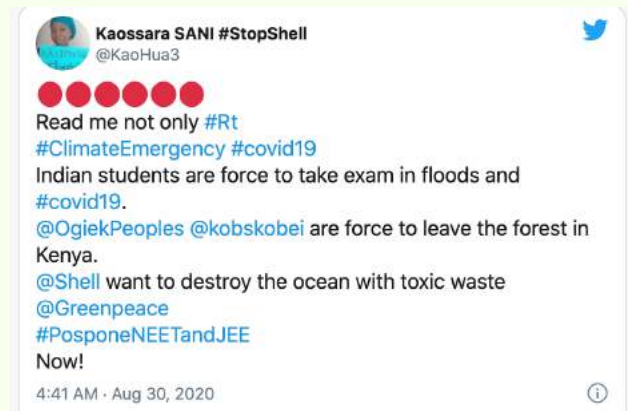 Kaossara SANI #StopShell
@KaoHua3
Read me not only #Rt
#ClimateEmergency #covid19
Indian students are force to take exam in floods and
#covid19.
@OgiekPeoples @kobskobei are force to leave the forest in
Kenya.
@Shell want to destroy the ocean with toxic waste
@Greenpeace
#PosponeNEETandJEE
Now!
4:41 AM · Aug 30, 2020